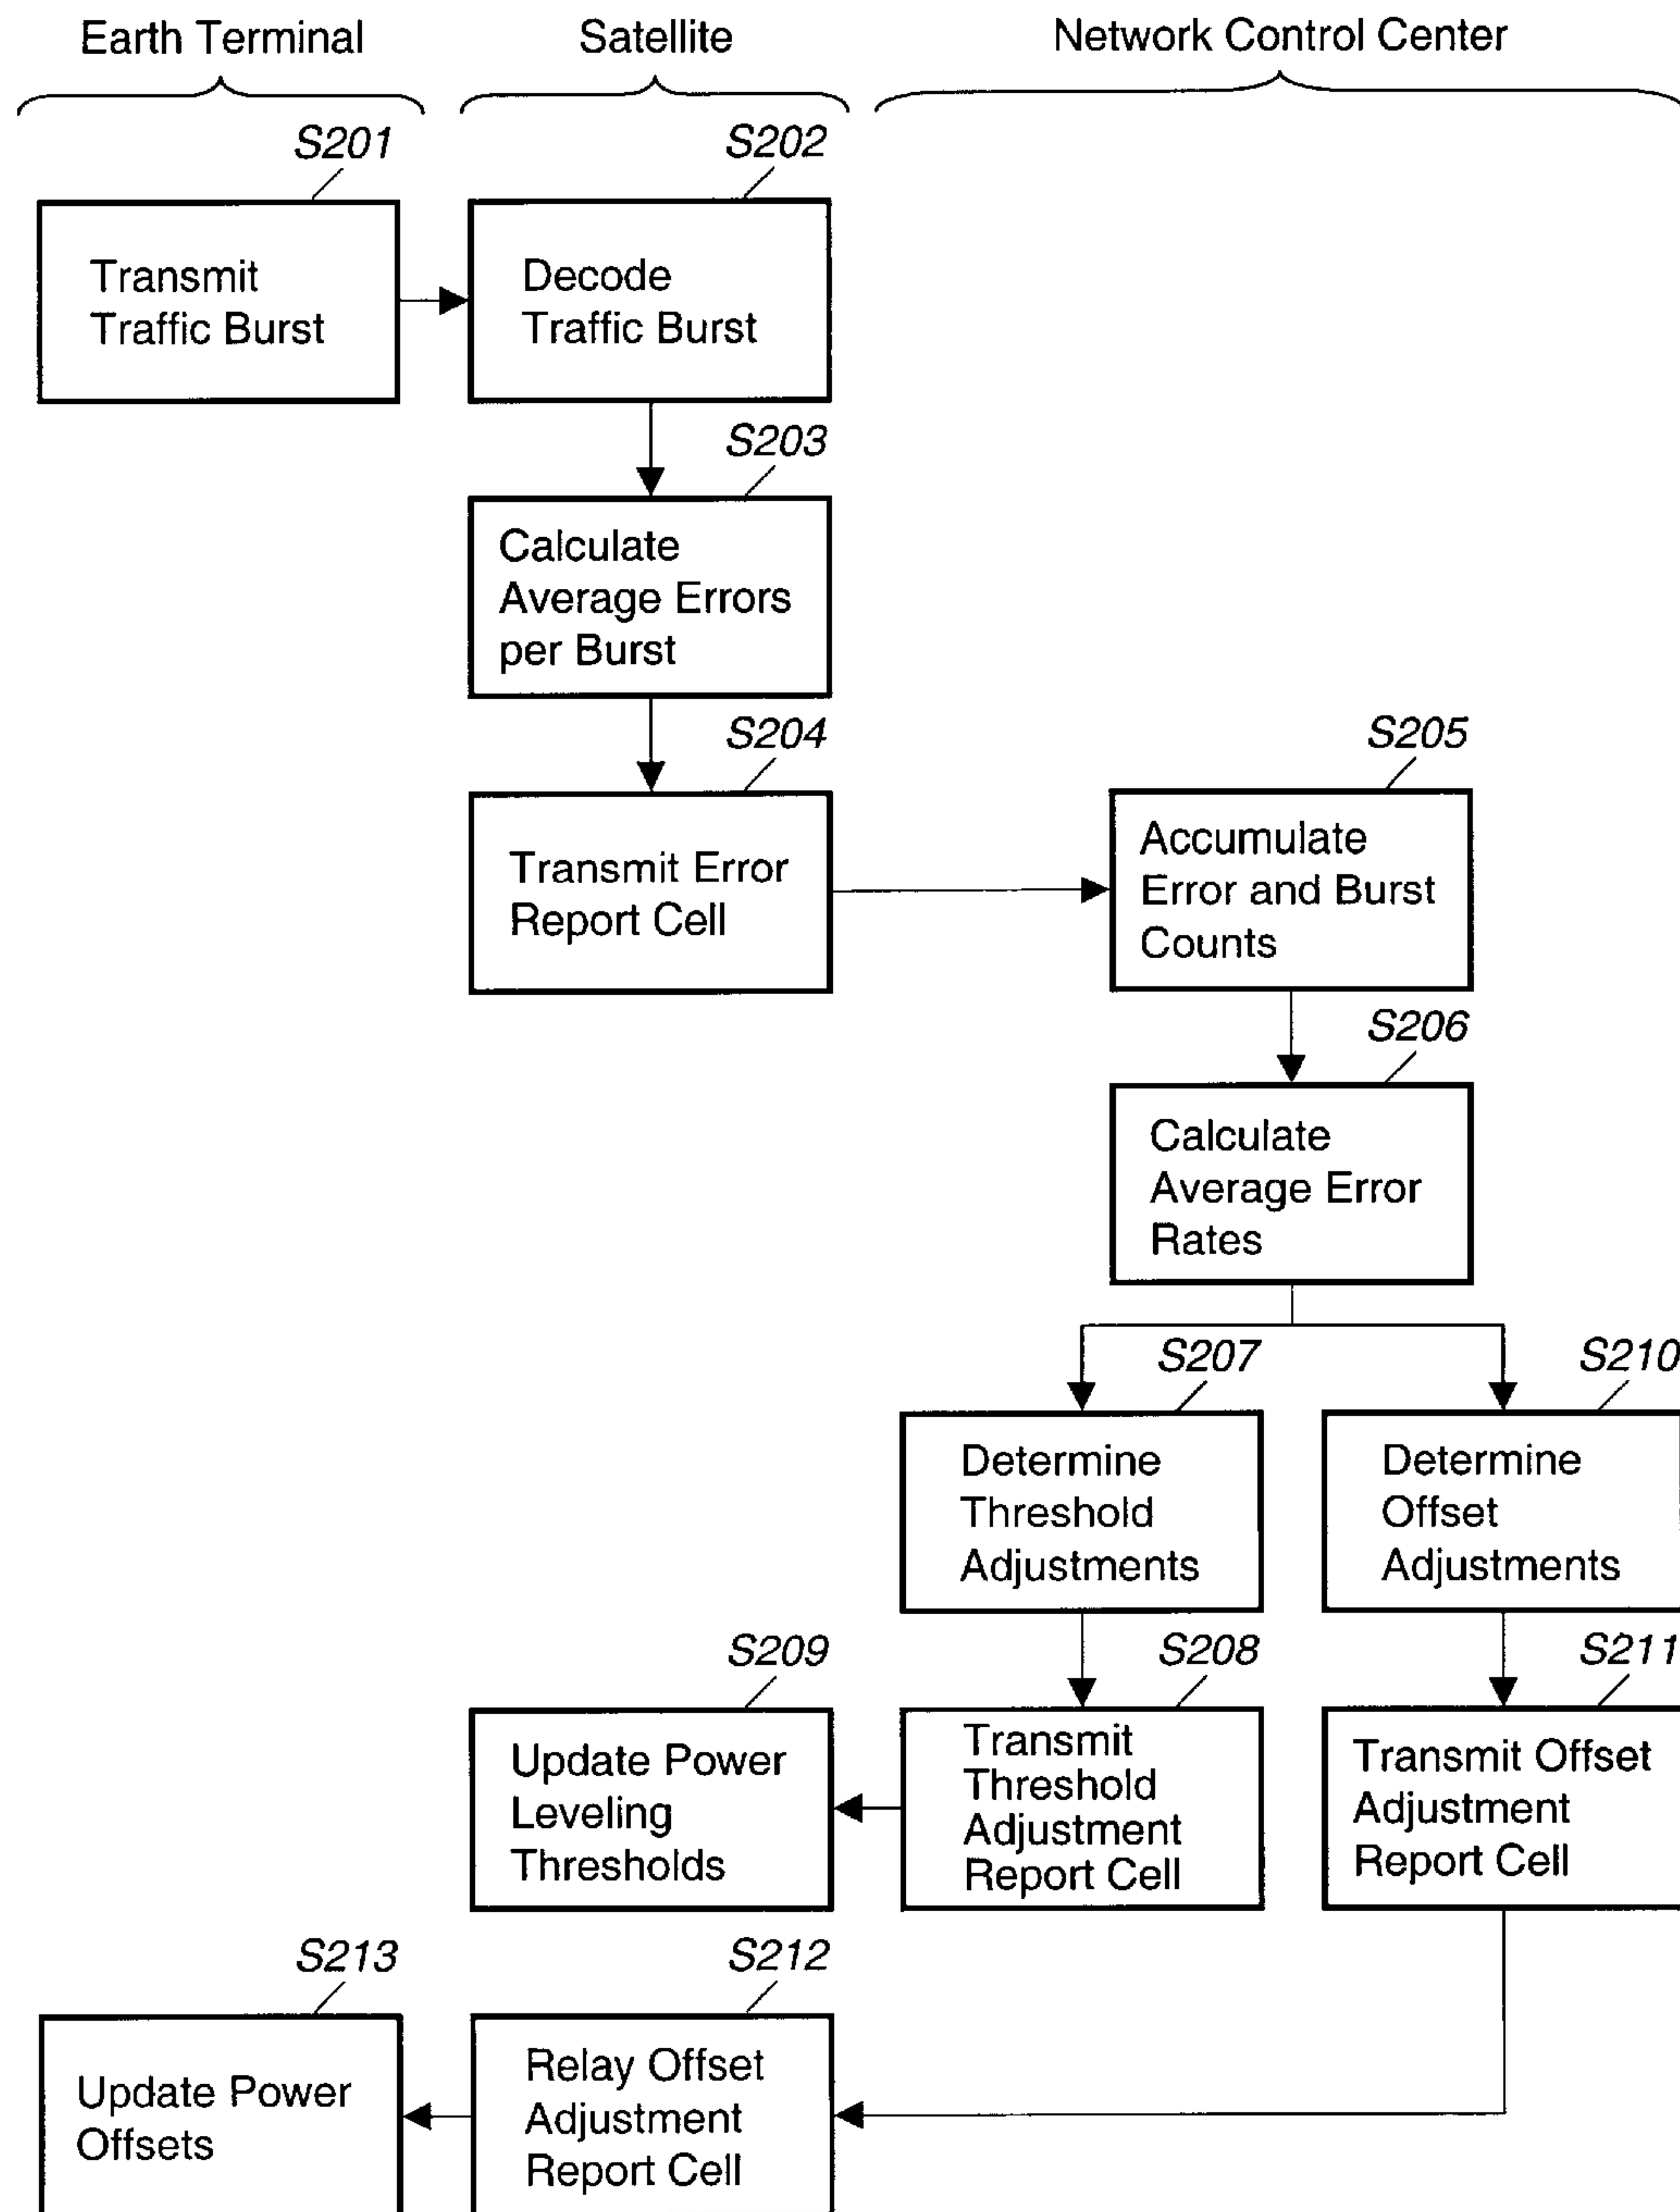 Earth Terminal
Satellite
Network Control Center
S201
Transmit
Traffic Burst
S202
Decode
Traffic Burst
S203
Calculate
Average Errors
per Burst
S204
Transmit Error
Report Cell
S205
Accumulate
Error and Burst
Counts
S206
Calculate
Average Error
Rates
S207
Determine
Threshold
Adjustments
S210
Determine
Offset
Adjustments
S209
Update Power
Leveling
Thresholds
S208
Transmit
Threshold
Adjustment
Report Cell
S211
Transmit Offset
Adjustment
Report Cell
S213
Update Power
Offsets
S212
Relay Offset
Adjustment
Report Cell